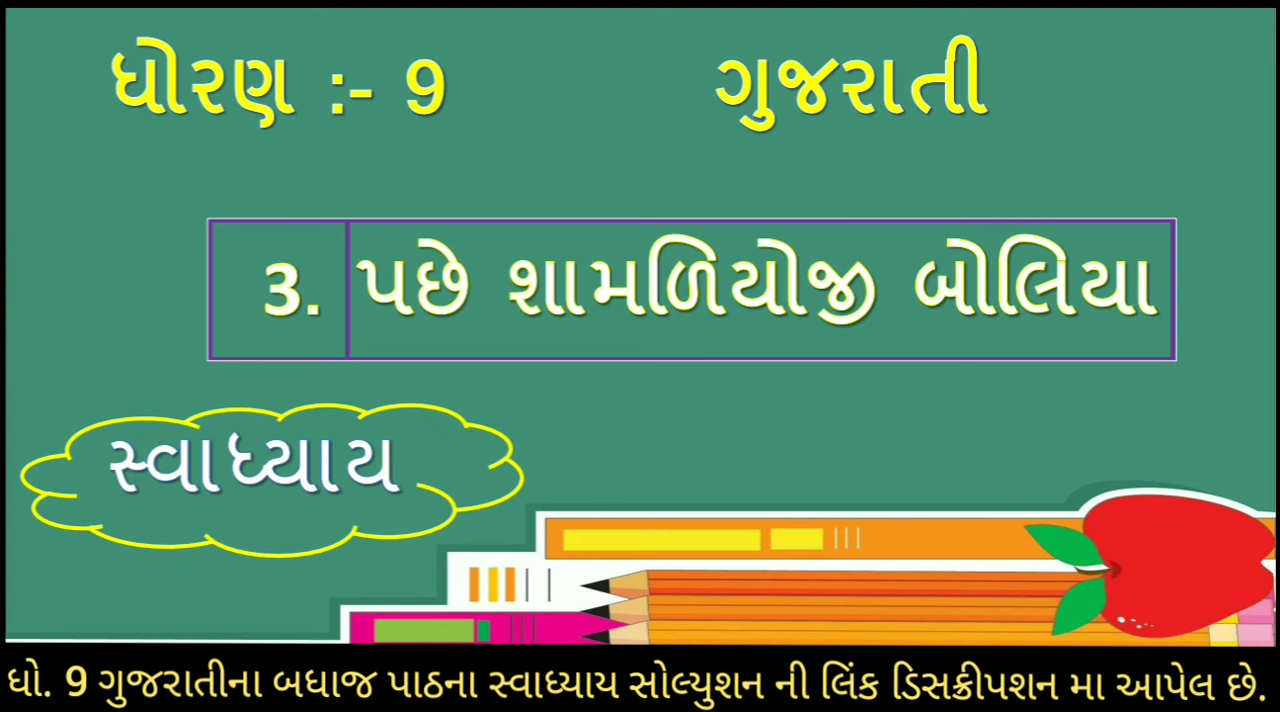 ધોરણ :- 9 ગુજરાતી
3. પછે શામળિયોજી બોલિયા
સ્વાધ્યાય
ધો. 9 ગુજરાતીના બધાજ પાઠના સ્વાધ્યાય સોલ્યુશન ની લિંક ડિસક્રીપશન મા આપેલ છે.